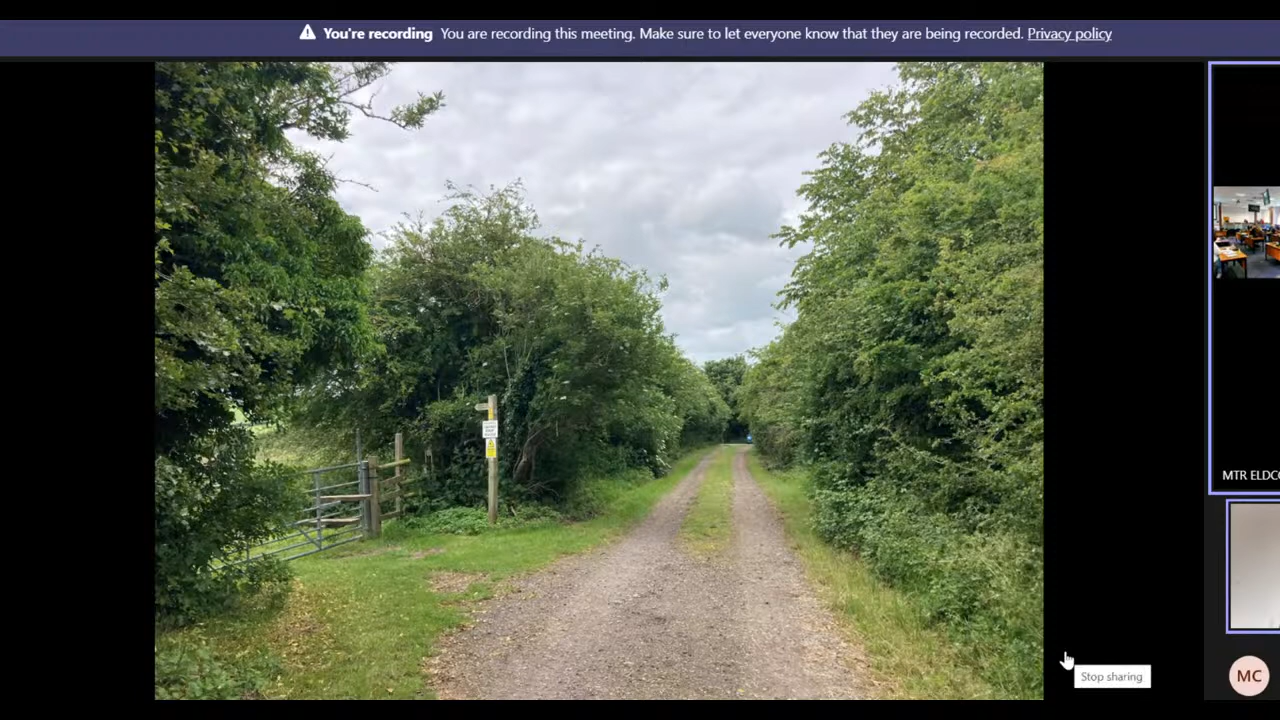 You're recording You are recording this meeting. Make sure to let everyone know that they are being recorded. Privacy policy
MTR ELDC
Stop sharing
MC